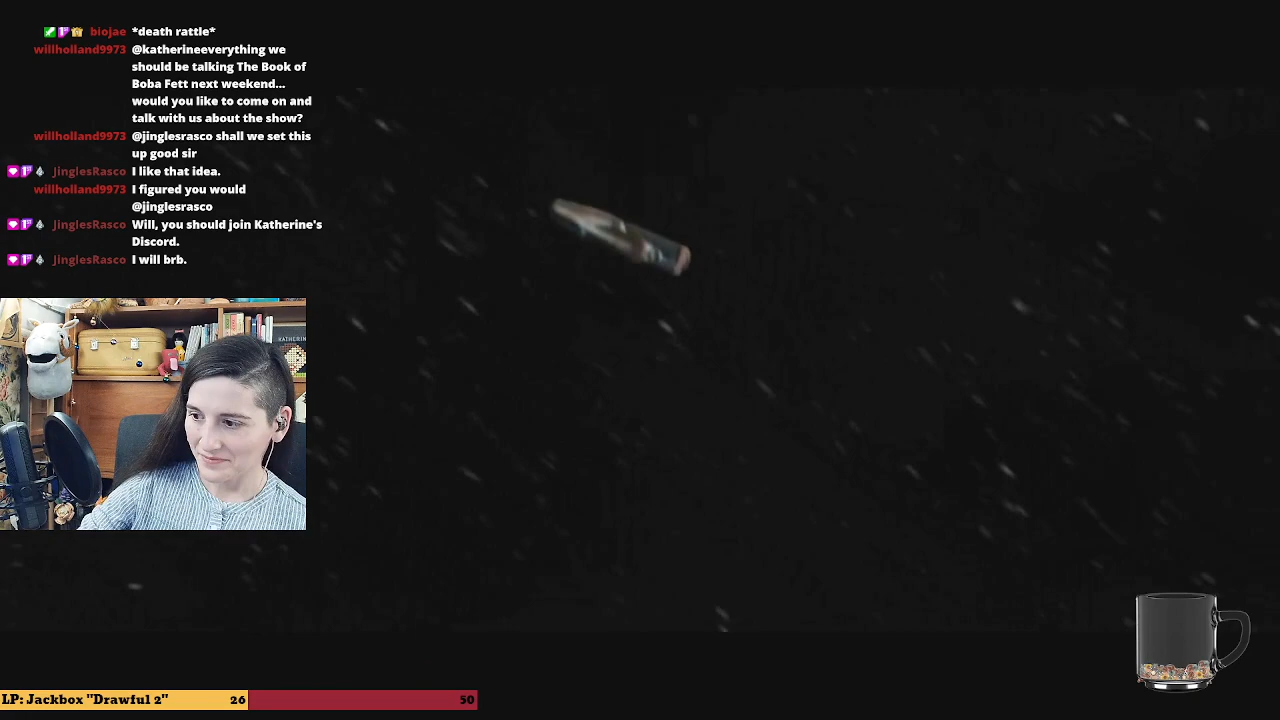 biojae *death rattle*
willholland9973 @katherineeverything we
should be talking The Book of
Boba Fett next weekend...
would you like to come on and
talk with us about the show?
willholland9973 @jinglesrasco shall we set this
up good sir
JinglesRasco I like that idea.
willholland9973 I figured you would
@jinglesrasco
JinglesRasco Will, you should join Katherine's
Discord.
JinglesRasco I will brb.
KATHERIN
LP: Jackbox "Drawful 2" 26 50